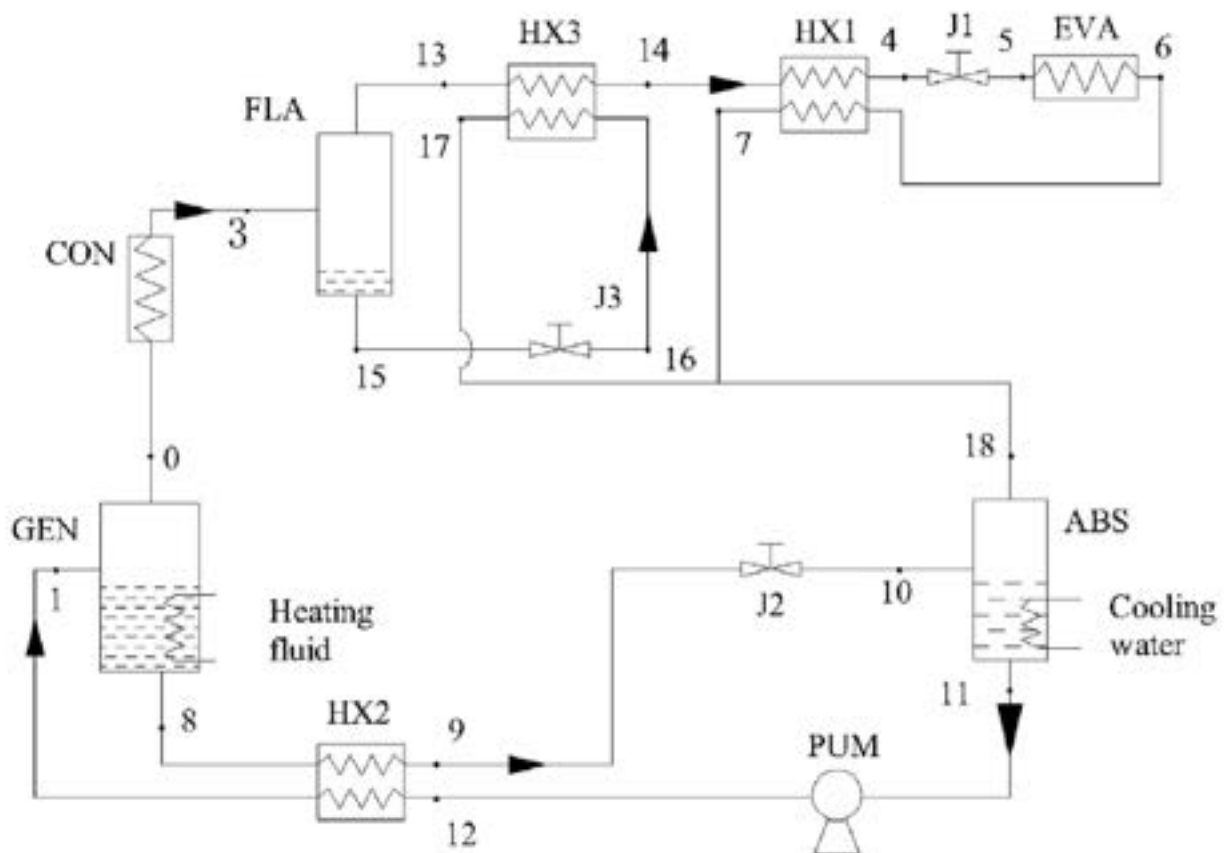 HX3
HX1
J1
EVA
13
14
4
5
6
FLA
17
7
3
CON
J3
15
16
0
18
GEN
ABS
1
J2
10
Heating
fluid
Cooling
water
8
11
HX2
9
PUM
12